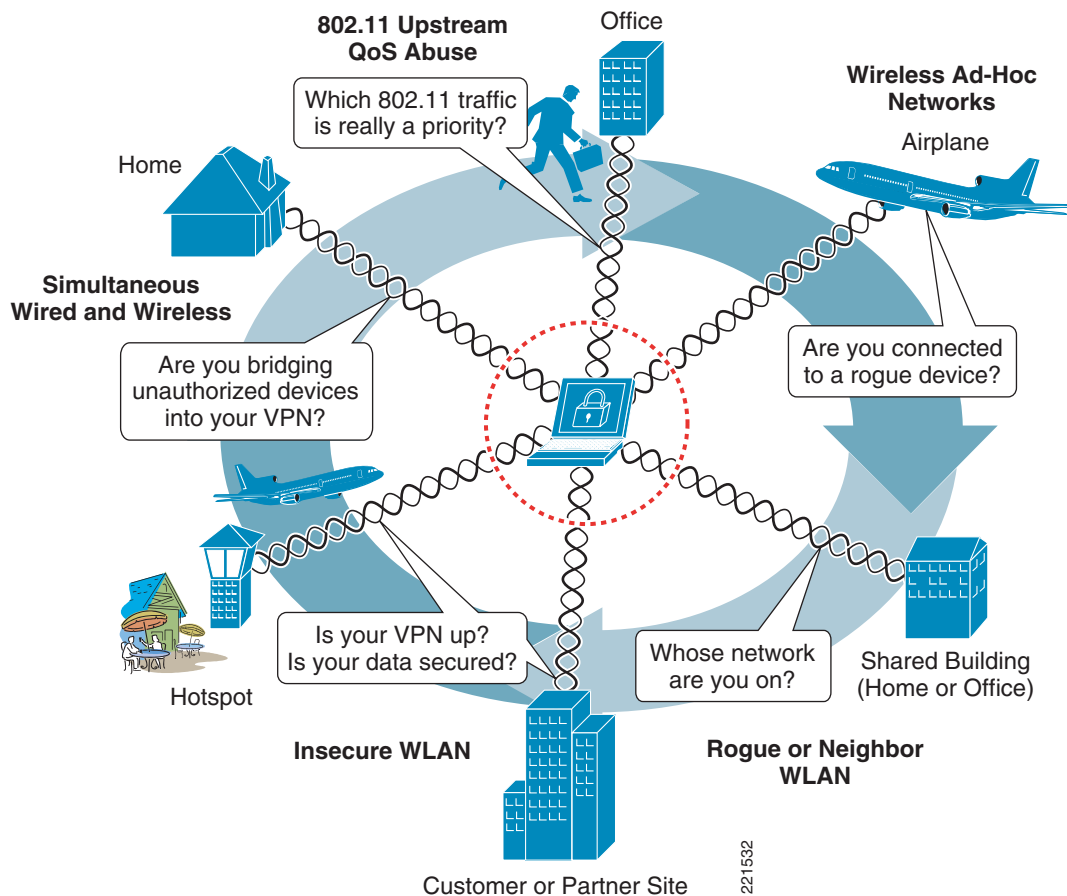 802.11 Upstream
QoS Abuse
Office
Which 802.11 traffic
is really a priority?
Wireless Ad-Hoc
Networks
Airplane
Home
Simultaneous
Wired and Wireless
Are you bridging
unauthorized devices
into your VPN?
Are you connected
to a rogue device?
Is your VPN up?
Is your data secured?
Whose network
are you on?
Shared Building
(Home or Office)
Hotspot
Insecure WLAN
Rogue or Neighbor
WLAN
Customer or Partner Site
221532